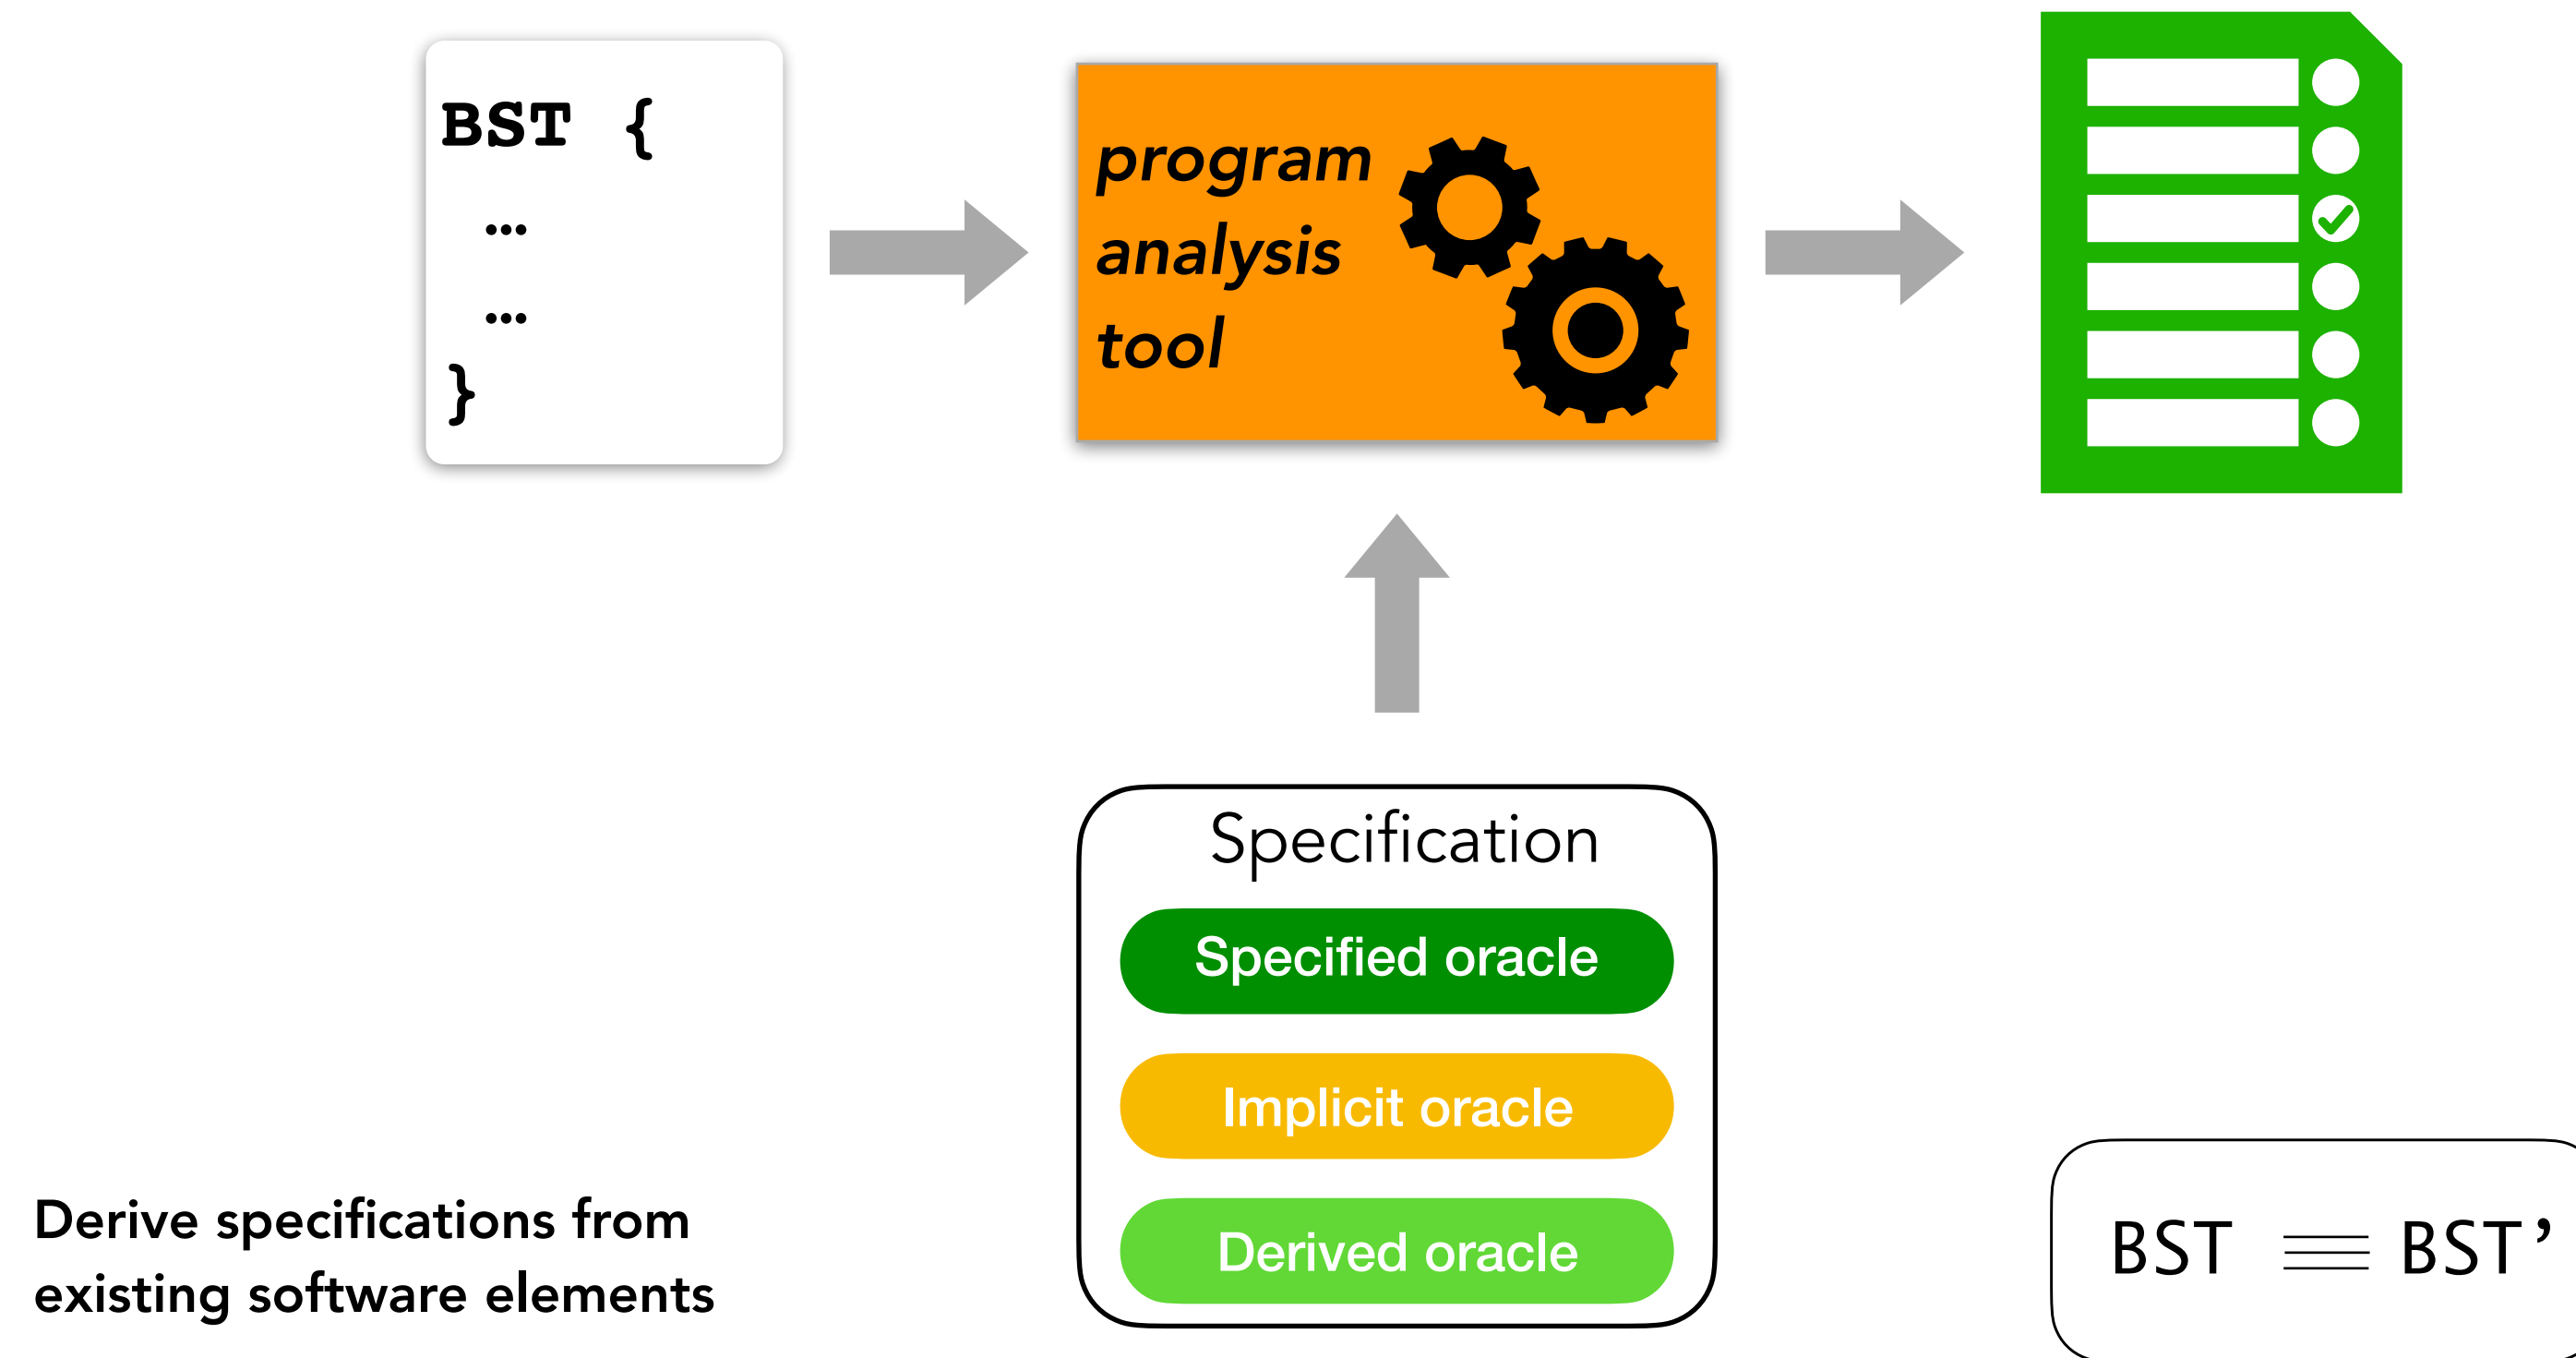 BST {
…
…
}
program
analysis
tool
Specification
Specified oracle
Implicit oracle
Derived oracle
Derive specifications from
existing software elements
BST ≡ BST’